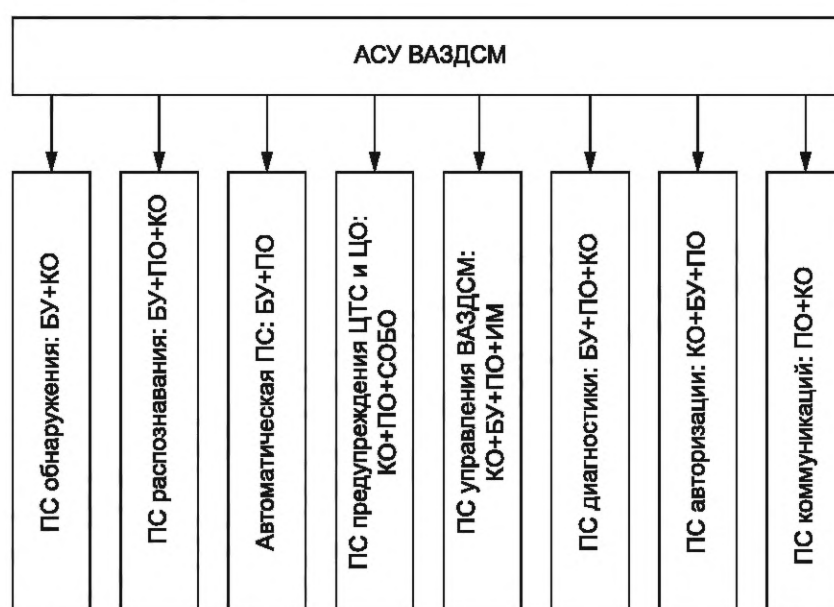 АСУ ВАЗДСМ
ПС обнаружения: БУ+КО
ПС распознавания: БУ+ПО+КО
Автоматическая ПС: БУ+ПО
ПС предупреждения ЦТС и ЦО:
КО+ПО+СОБО
ПС управления ВАЗДСМ:
КО+БУ+ПО+ИМ
ПС диагностики: БУ+ПО+КО
ПС авторизации: КО+БУ+ПО
ПС коммуникаций: ПО+КО